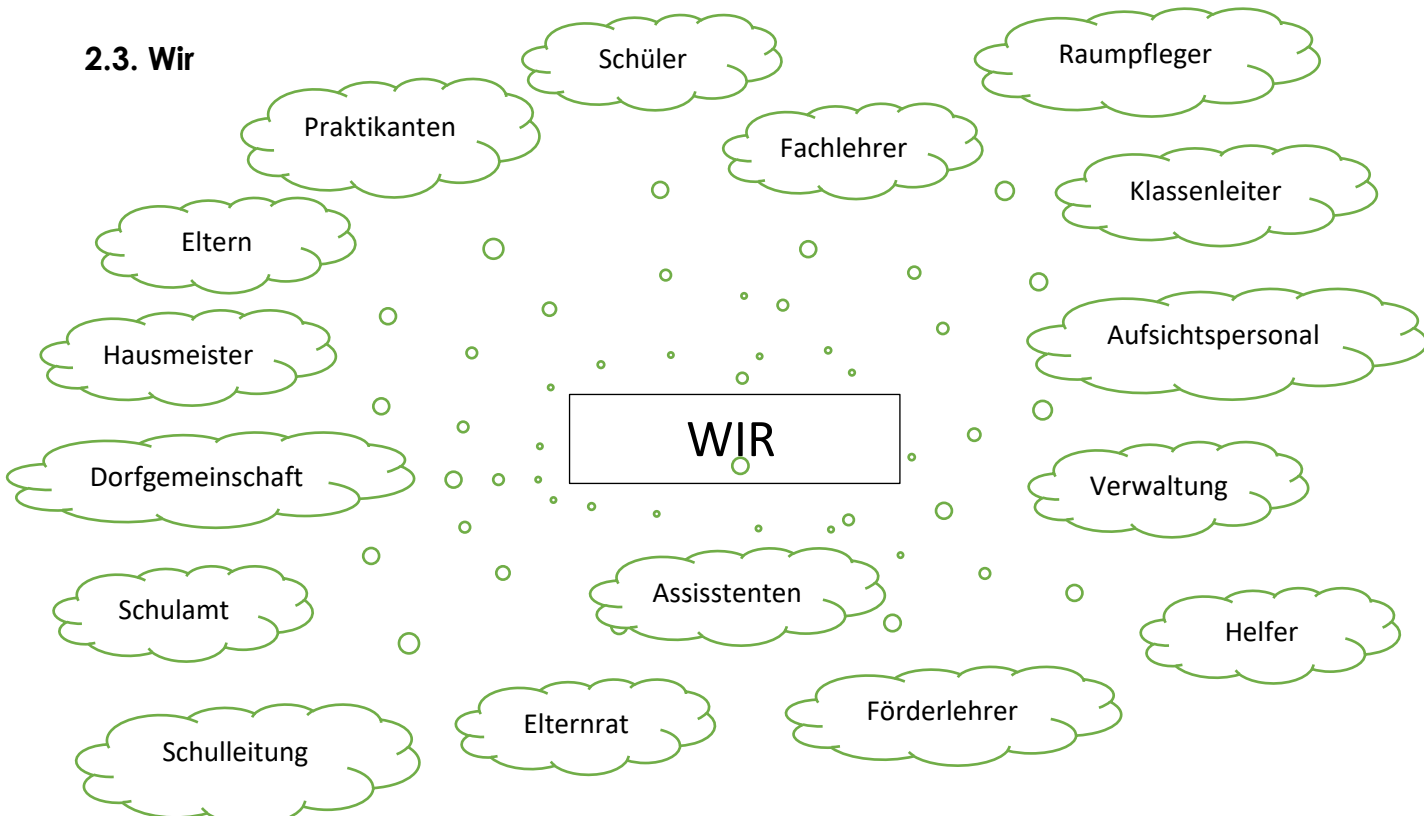 2.3. Wir
Schüler
Raumpfleger
Praktikanten
Fachlehrer
Klassenleiter
Eltern
Hausmeister
Aufsichtspersonal
WIR
Dorfgemeinschaft
Verwaltung
Schulamt
Assisstenten
Helfer
Schulleitung
Elternrat
Förderlehrer